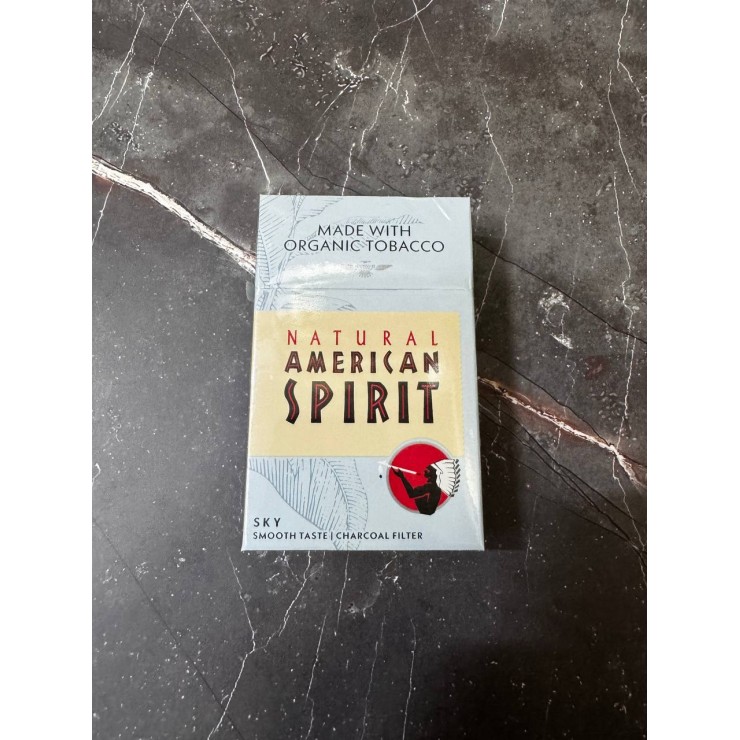 MADE WITH
ORGANIC TOBACCO
NATURAL
AMERICAN
SPIRIT
SKY
SMOOTH TASTE | CHARCOAL FILTER